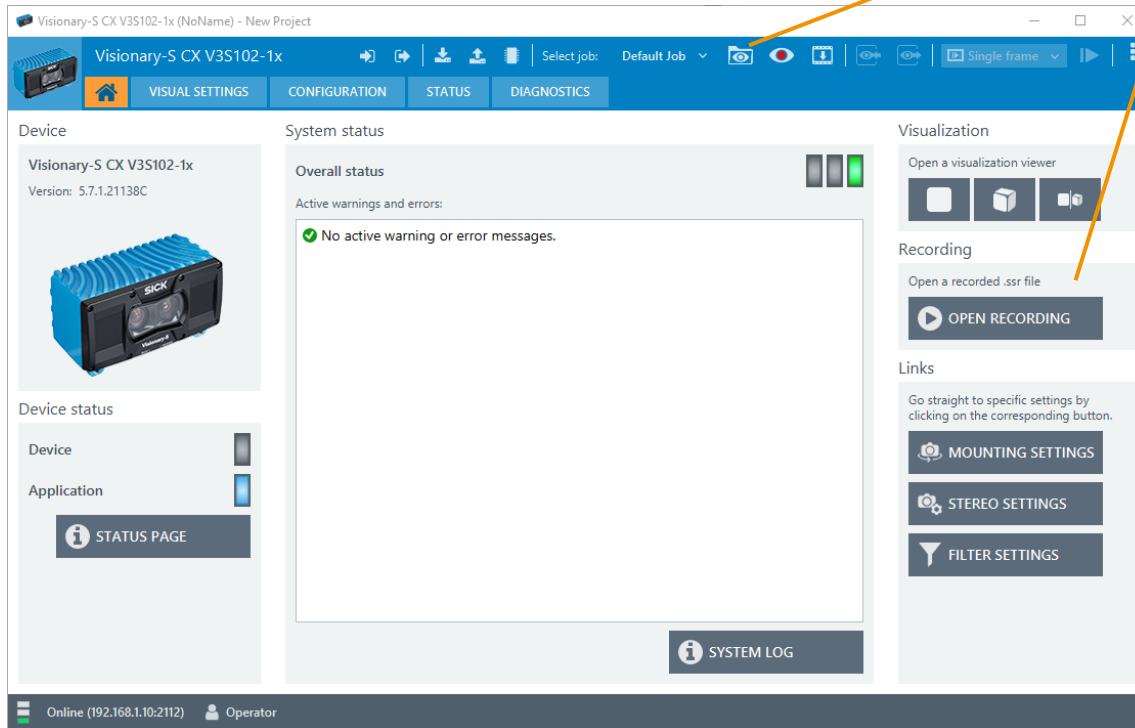 Visionary-S CX V3S102-1x (NoName) - New Project
Visionary-S CX V3S102-1x
Select job:
Default Job
Single frame
VISUAL SETTINGS
CONFIGURATION
STATUS
DIAGNOSTICS
Device
Visionary-S CX V3S102-1x
Version: 5.7.1.21138C
SICK
Visionary-S
Device status
Device
Application
STATUS PAGE
System status
Overall status
Active warnings and errors:
No active warning or error messages.
SYSTEM LOG
Visualization
Open a visualization viewer
Recording
Open a recorded .ssr file
OPEN RECORDING
Links
Go straight to specific settings by
clicking on the corresponding button.
MOUNTING SETTINGS
STEREO SETTINGS
FILTER SETTINGS
Online (192.168.1.10:2112)
Operator